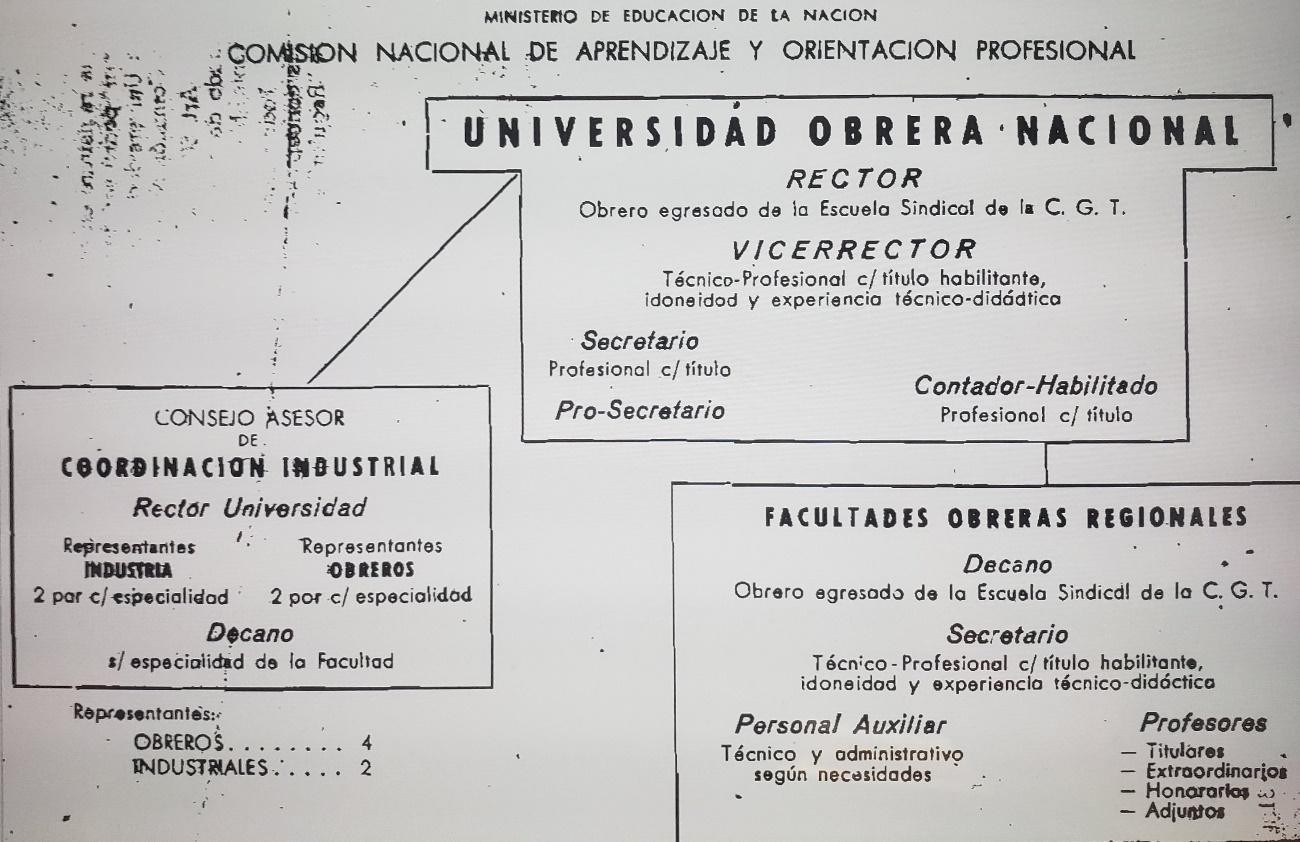 MINISTERIO DE EDUCACION DE LA NACION
COMISION NACIONAL DE APRENDIZAJE Y ORIENTACION PROFESIONAL
UNIVERSIDAD OBRERA NACIONAL
RECTOR
Obrero egresado de la Escuela Sindical de la C. G. T.
VICERRECTOR
Técnico-Profesional c/ título habilitante,
idoneidad y experiencia técnico-didádtica
Secretario
Profesional c/ título
Pro-Secretario
Contador-Habilitado
Profesional c/ título
CONSEJO ASESOR
DE
COORDINACION INDUSTRIAL
Rector Universidad
Representantes
INDUSTRIA
2 por c/ especialidad
Representantes
OBREROS
2 por c/ especialidad
Decano
s/ especialidad de la Facultad
Representantes:
OBREROS........ 4
INDUSTRIALES..... 2
FACULTADES OBRERAS REGIONALES
Decano
Obrero egresado de la Escuela Sindical de la C. G. T.
Secretario
Técnico-Profesional c/ título habilitante,
idoneidad y experiencia técnico-didáctica
Personal Auxiliar
Técnico y administrativo
según necesidades
Profesores
— Titulares
— Extraordinarios
— Honorarios
— Adjuntos